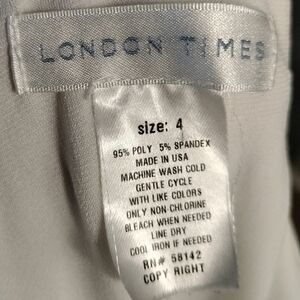 LONDON TIMES
size: 4
95% POLY 5% SPANDEX
MADE IN USA
MACHINE WASH COLD
GENTLE CYCLE
WITH LIKE COLORS
ONLY NON-CHLORINE
BLEACH WHEN NEEDED
LINE DRY
COOL IRON IF NEEDED
RN# 58142
COPY RIGHT